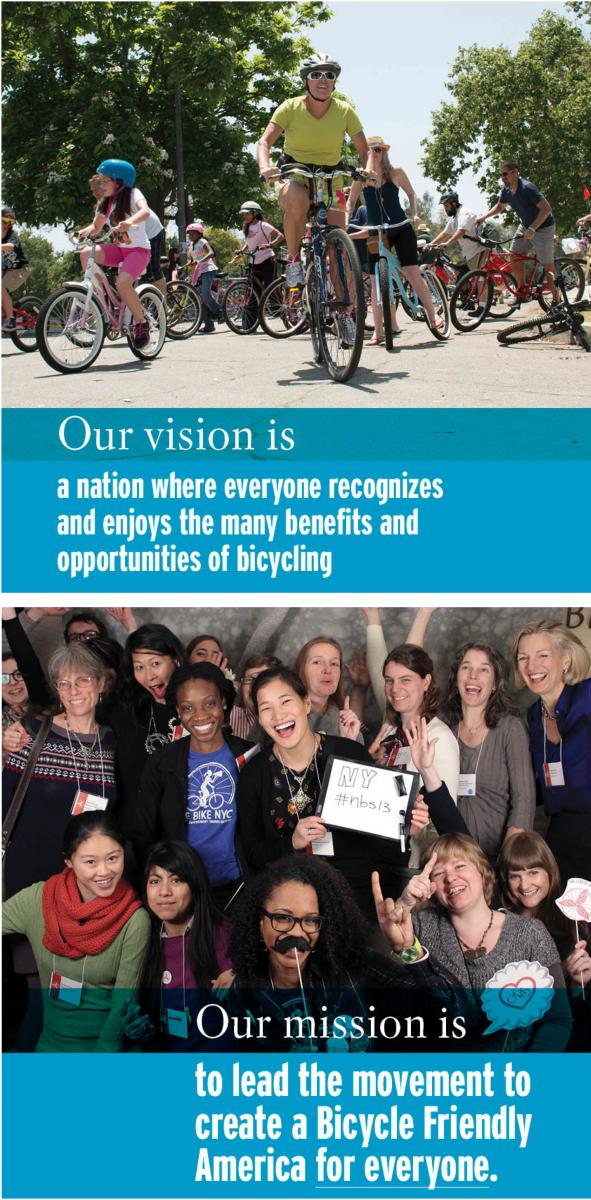 Our vision is
a nation where everyone recognizes
and enjoys the many benefits and
opportunities of bicycling
NY
#nbs13
BIKE NYC
Our mission is
to lead the movement to
create a Bicycle Friendly
America for everyone.